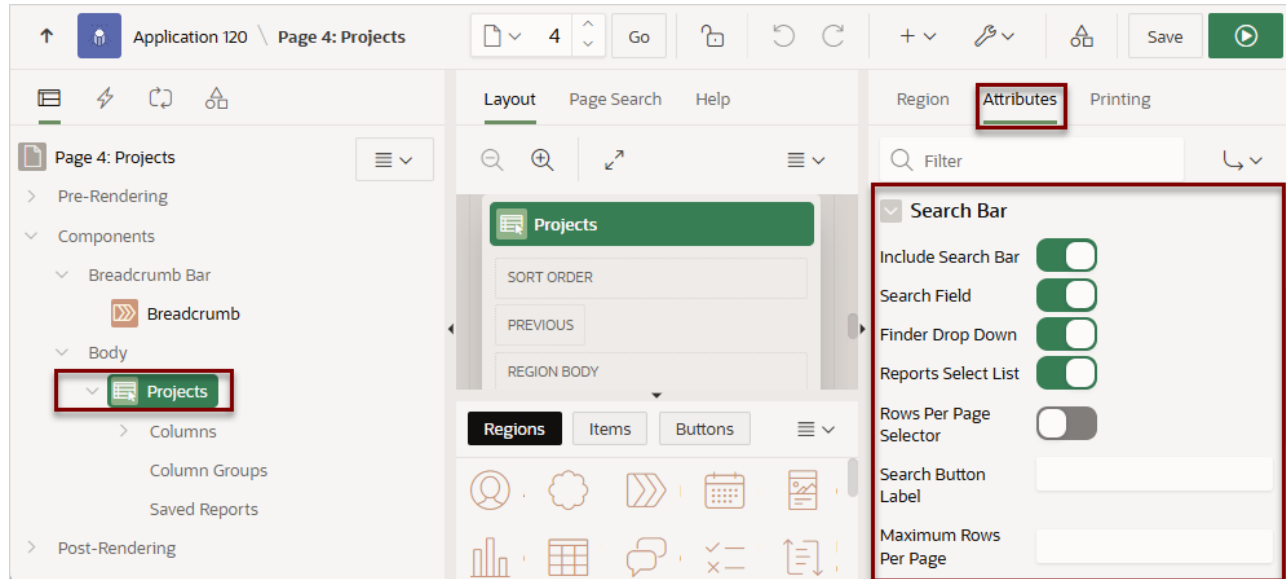 Application 120 \ Page 4: Projects
4
Go
Save
Layout Page Search Help
Region Attributes Printing
Page 4: Projects
Filter
Pre-Rendering
Components
Breadcrumb Bar
Breadcrumb
Body
Projects
Columns
Column Groups
Saved Reports
Post-Rendering
Projects
SORT ORDER
PREVIOUS
REGION BODY
Regions Items Buttons
Search Bar
Include Search Bar
Search Field
Finder Drop Down
Reports Select List
Rows Per Page
Selector
Search Button
Label
Maximum Rows
Per Page